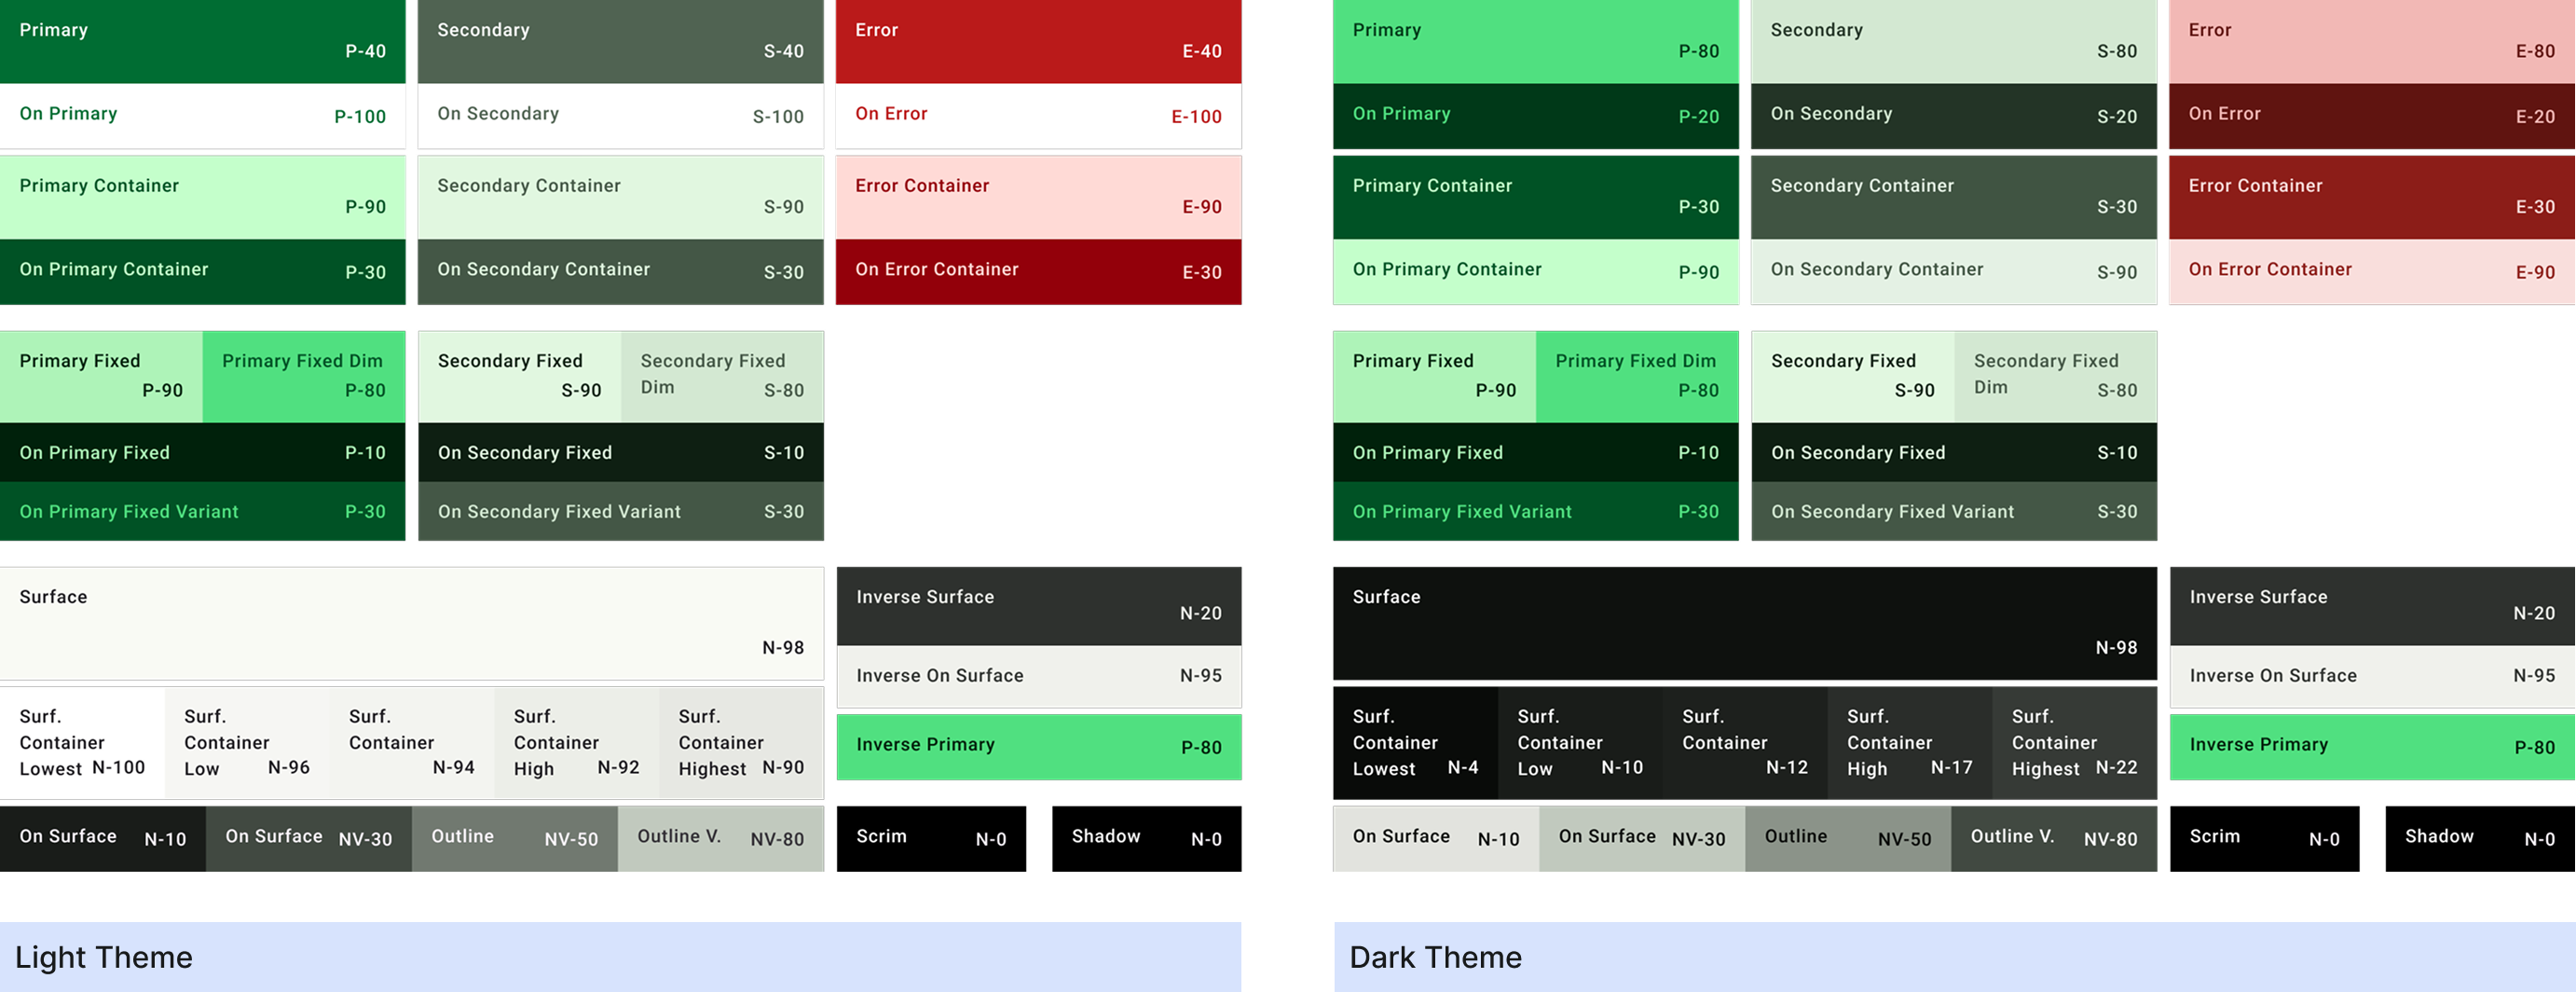 Primary
P-40
On Primary
P-100
Primary Container
P-90
On Primary Container
P-30
Secondary
S-40
On Secondary
S-100
Secondary Container
S-90
On Secondary Container
S-30
Error
E-40
On Error
E-100
Error Container
E-90
On Error Container
E-30
Primary Fixed
P-90
Primary Fixed Dim
P-80
On Primary Fixed
P-10
On Primary Fixed Variant
P-30
Secondary Fixed
S-90
Secondary Fixed
Dim
S-80
On Secondary Fixed
S-10
On Secondary Fixed Variant
S-30
Surface
N-98
Surf.
Container
Lowest N-100
Surf.
Container
Low N-96
Surf.
Container
N-94
Surf.
Container
High N-92
Surf.
Container
Highest N-90
On Surface N-10
On Surface NV-30
Outline NV-50
Outline V. NV-80
Inverse Surface
N-20
Inverse On Surface
N-95
Inverse Primary
P-80
Scrim N-0
Shadow N-0
Light Theme
Primary
P-80
On Primary
P-20
Primary Container
P-30
On Primary Container
P-90
Secondary
S-80
On Secondary
S-20
Secondary Container
S-30
On Secondary Container
S-90
Error
E-80
On Error
E-20
Error Container
E-30
On Error Container
E-90
Primary Fixed
P-90
Primary Fixed Dim
P-80
On Primary Fixed
P-10
On Primary Fixed Variant
P-30
Secondary Fixed
S-90
Secondary Fixed
Dim
S-80
On Secondary Fixed
S-10
On Secondary Fixed Variant
S-30
Surface
N-98
Surf.
Container
Lowest N-4
Surf.
Container
Low N-10
Surf.
Container
N-12
Surf.
Container
High N-17
Surf.
Container
Highest N-22
On Surface N-10
On Surface NV-30
Outline NV-50
Outline V. NV-80
Inverse Surface
N-20
Inverse On Surface
N-95
Inverse Primary
P-80
Scrim N-0
Shadow N-0
Dark Theme